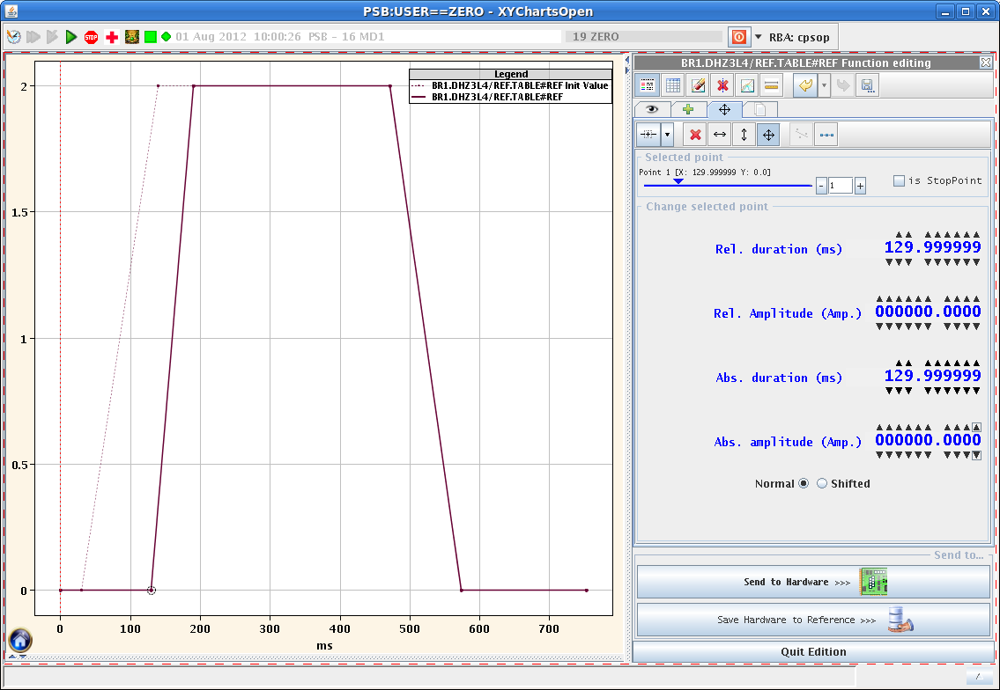 PSB:USER==ZERO - XYChartsOpen
STOP
01 Aug 2012 10:00:26 PSB - 16 MD1
19 ZERO
RBA: cpsop
Legend
BR1.DHZ3L4/REF.TABLE#REF Init Value
BR1.DHZ3L4/REF.TABLE#REF
2
1.5
1
0.5
0
0 100 200 300 400 500 600 700
ms
BR1.DHZ3L4/REF.TABLE#REF Function editing
Selected point
Point 1 [X: 129.999999 Y: 0.0]
- 1 +
is StopPoint
Change selected point
Rel. duration (ms) 129.999999
Rel. Amplitude (Amp.) 000000.0000
Abs. duration (ms) 129.999999
Abs. amplitude (Amp.) 000000.0000
Normal Shifted
Send to...
Send to Hardware >>>
Save Hardware to Reference >>>
Quit Edition
/